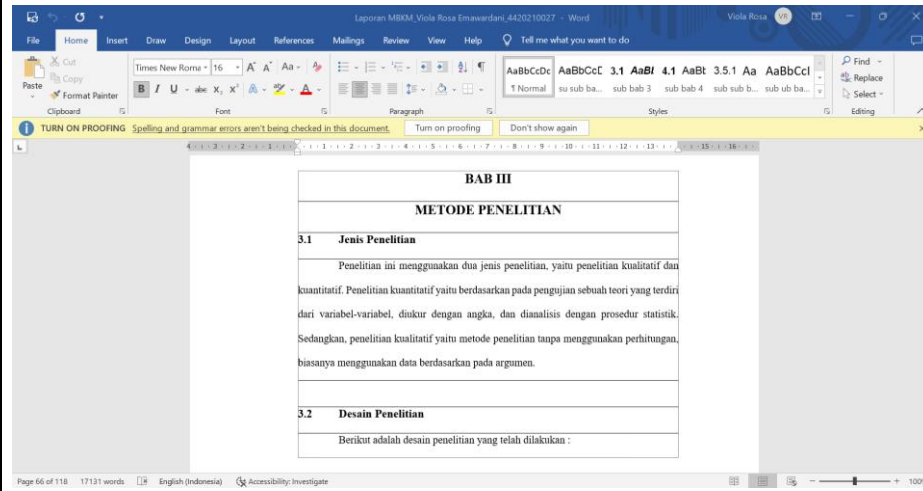 Laporan MBKM_Viola Rosa Emawardani_4420210027 - Word
Viola Rosa
VR
File Home Insert Draw Design Layout References Mailings Review View Help Tell me what you want to do
Paste
Cut
Copy
Format Painter
Clipboard
Times New Roma 16
Font
Paragraph
AaBbCcDc AaBbCcD 3.1 AaBl 4.1 AaBb 3.5.1 Aa AaBbCcI
¶ Normal su sub ba... sub bab 3 sub bab 4 sub sub b... sub ub ba...
Styles
Find
Replace
Select
Editing
TURN ON PROOFING Spelling and grammar errors aren't being checked in this document. Turn on proofing Don't show again
BAB III
METODE PENELITIAN
3.1 Jenis Penelitian
Penelitian ini menggunakan dua jenis penelitian, yaitu penelitian kualitatif dan
kuantitatif. Penelitian kuantitatif yaitu berdasarkan pada pengujian sebuah teori yang terdiri
dari variabel-variabel, diukur dengan angka, dan dianalisis dengan prosedur statistik.
Sedangkan, penelitian kualitatif yaitu metode penelitian tanpa menggunakan perhitungan,
biasanya menggunakan data berdasarkan pada argumen.
3.2 Desain Penelitian
Berikut adalah desain penelitian yang telah dilakukan :
Page 66 of 118 17131 words English (Indonesia) Accessibility: Investigate 100%